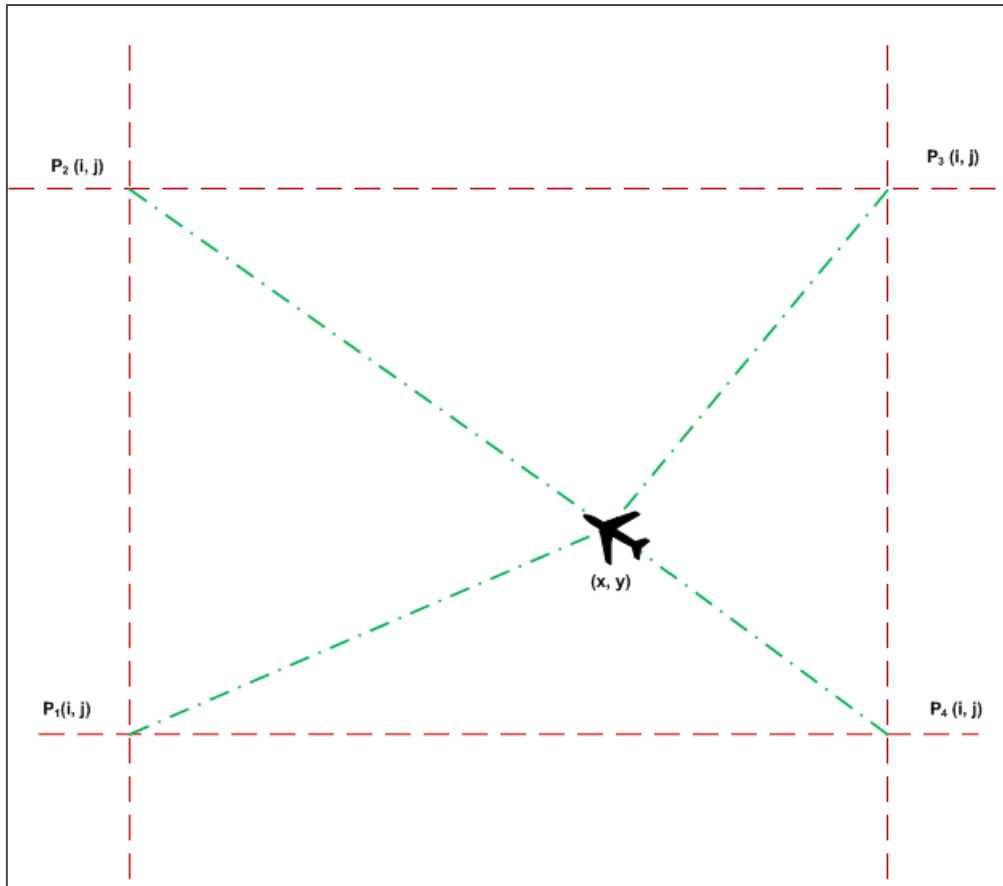 P₂ (i, j)
P₃ (i, j)
(x, y)
P₁(i, j)
P₄ (i, j)